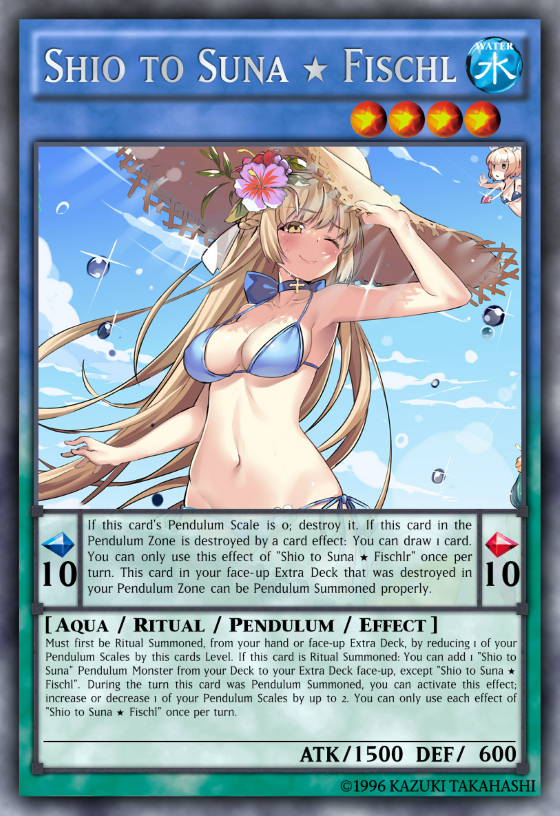 Shio to Suna ★ Fischl
WATER
水
If this card's Pendulum Scale is 0; destroy it. If this card in the
Pendulum Zone is destroyed by a card effect: You can draw 1 card.
You can only use this effect of "Shio to Suna ★ Fischlr" once per
turn. This card in your face-up Extra Deck that was destroyed in
your Pendulum Zone can be Pendulum Summoned properly.
10
10
[ Aqua / Ritual / Pendulum / Effect ]
Must first be Ritual Summoned, from your hand or face-up Extra Deck, by reducing 1 of your
Pendulum Scales by this cards Level. If this card is Ritual Summoned: You can add 1 "Shio to
Suna" Pendulum Monster from your Deck to your Extra Deck face-up, except "Shio to Suna ★
Fischl". During the turn this card was Pendulum Summoned, you can activate this effect;
increase or decrease 1 of your Pendulum Scales by up to 2. You can only use each effect of
"Shio to Suna ★ Fischl" once per turn.
ATK/1500 DEF/ 600
©1996 KAZUKI TAKAHASHI